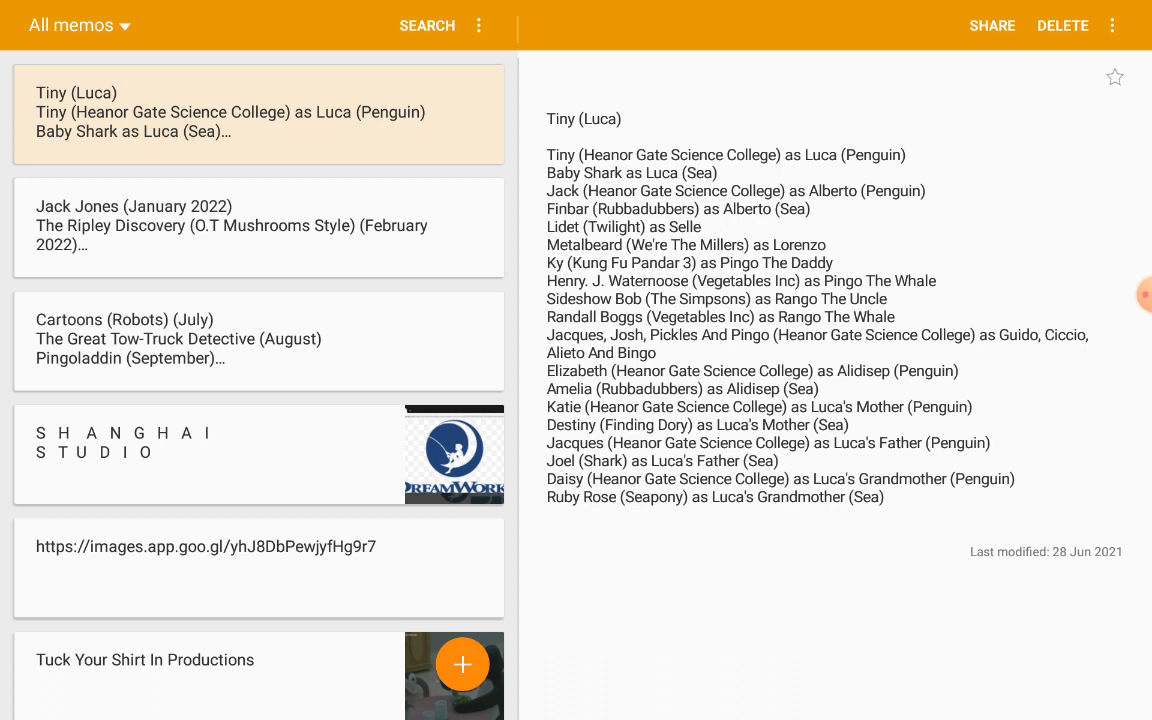 All memos
SEARCH
SHARE
DELETE
Tiny (Luca)
Tiny (Heanor Gate Science College) as Luca (Penguin)
Baby Shark as Luca (Sea)...
Jack Jones (January 2022)
The Ripley Discovery (O.T Mushrooms Style) (February
2022)...
Cartoons (Robots) (July)
The Great Tow-Truck Detective (August)
Pingoladdin (September)...
S H A N G H A I
S T U D I O
DREAMWORK
https://images.app.goo.gl/yhJ8DbPewjyfHg9r7
Tuck Your Shirt In Productions
Tiny (Luca)
Tiny (Heanor Gate Science College) as Luca (Penguin)
Baby Shark as Luca (Sea)
Jack (Heanor Gate Science College) as Alberto (Penguin)
Finbar (Rubbadubbers) as Alberto (Sea)
Lidet (Twilight) as Selle
Metalbeard (We're The Millers) as Lorenzo
Ky (Kung Fu Pandar 3) as Pingo The Daddy
Henry. J. Waternoose (Vegetables Inc) as Pingo The Whale
Sideshow Bob (The Simpsons) as Rango The Uncle
Randall Boggs (Vegetables Inc) as Rango The Whale
Jacques, Josh, Pickles And Pingo (Heanor Gate Science College) as Guido, Ciccio,
Alieto And Bingo
Elizabeth (Heanor Gate Science College) as Alidisep (Penguin)
Amelia (Rubbadubbers) as Alidisep (Sea)
Katie (Heanor Gate Science College) as Luca's Mother (Penguin)
Destiny (Finding Dory) as Luca's Mother (Sea)
Jacques (Heanor Gate Science College) as Luca's Father (Penguin)
Joel (Shark) as Luca's Father (Sea)
Daisy (Heanor Gate Science College) as Luca's Grandmother (Penguin)
Ruby Rose (Seapony) as Luca's Grandmother (Sea)
Last modified: 28 Jun 2021